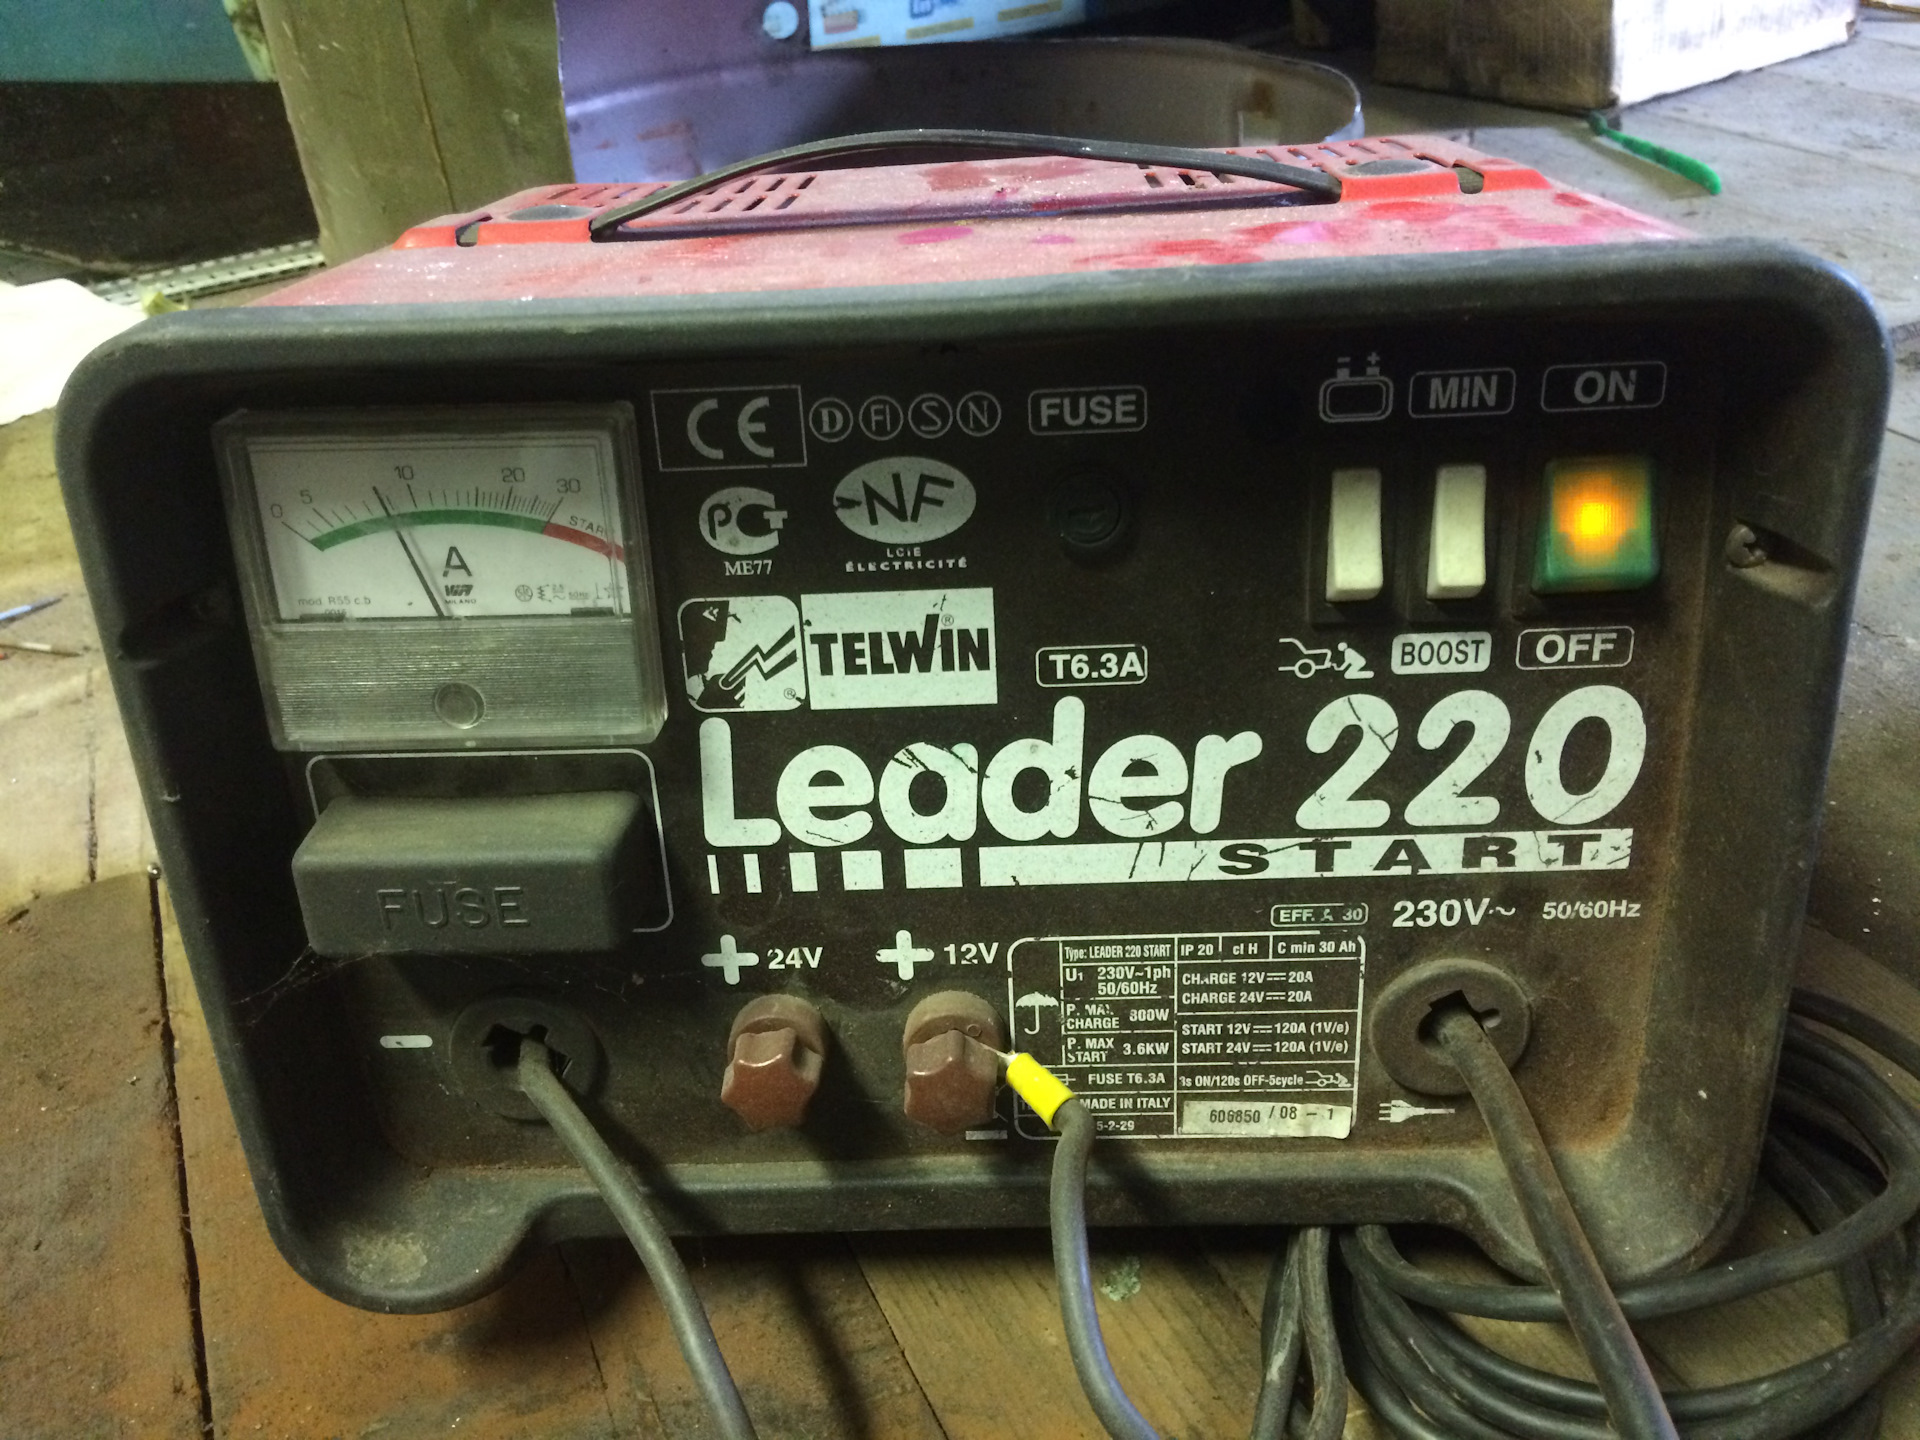 CE
D FI S N
FUSE
- +
MIN
ON
0 5 10 20 30
A
MILANO
mod. R55 c.b
PCT
ME77
NF
LCIE
ÉLECTRICITÉ
TELWIN ®
®
T6.3A
BOOST
OFF
Leader 220
START
FUSE
EFF. A 30
230V~ 50/60Hz
+ 24V
+ 12V
-
Type: LEADER 220 START
IP 20
cl H
C min 30 Ah
U1 230V~1ph
50/60Hz
CHARGE 12V 20A
CHARGE 24V 20A
P. MAX
CHARGE 800W
START 12V 120A (1V/e)
P. MAX
START 3.6KW
START 24V 120A (1V/e)
FUSE T6.3A
3s ON/120s OFF-5cycle
MADE IN ITALY
606850 / 08 - 1
5-2-29